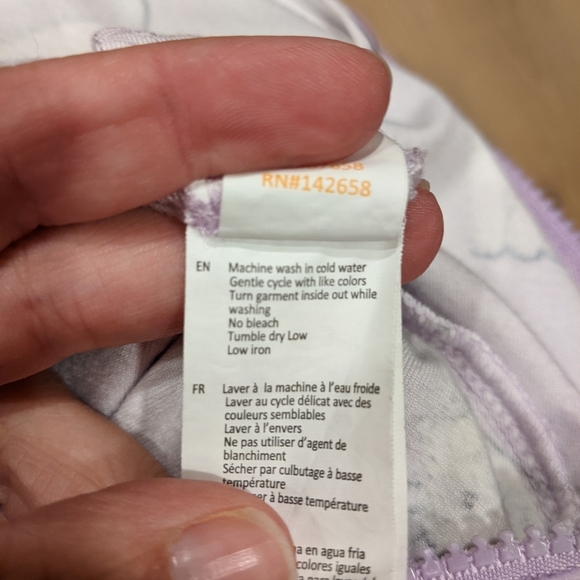 RN#142658
EN Machine wash in cold water
Gentle cycle with like colors
Turn garment inside out while
washing
No bleach
Tumble dry Low
Low iron
FR Laver à la machine à l'eau froide
Laver au cycle délicat avec des
couleurs semblables
Laver à l'envers
Ne pas utiliser d'agent de
blanchiment
Sécher par culbutage à basse
température
à basse température
en agua fria
colores iguales